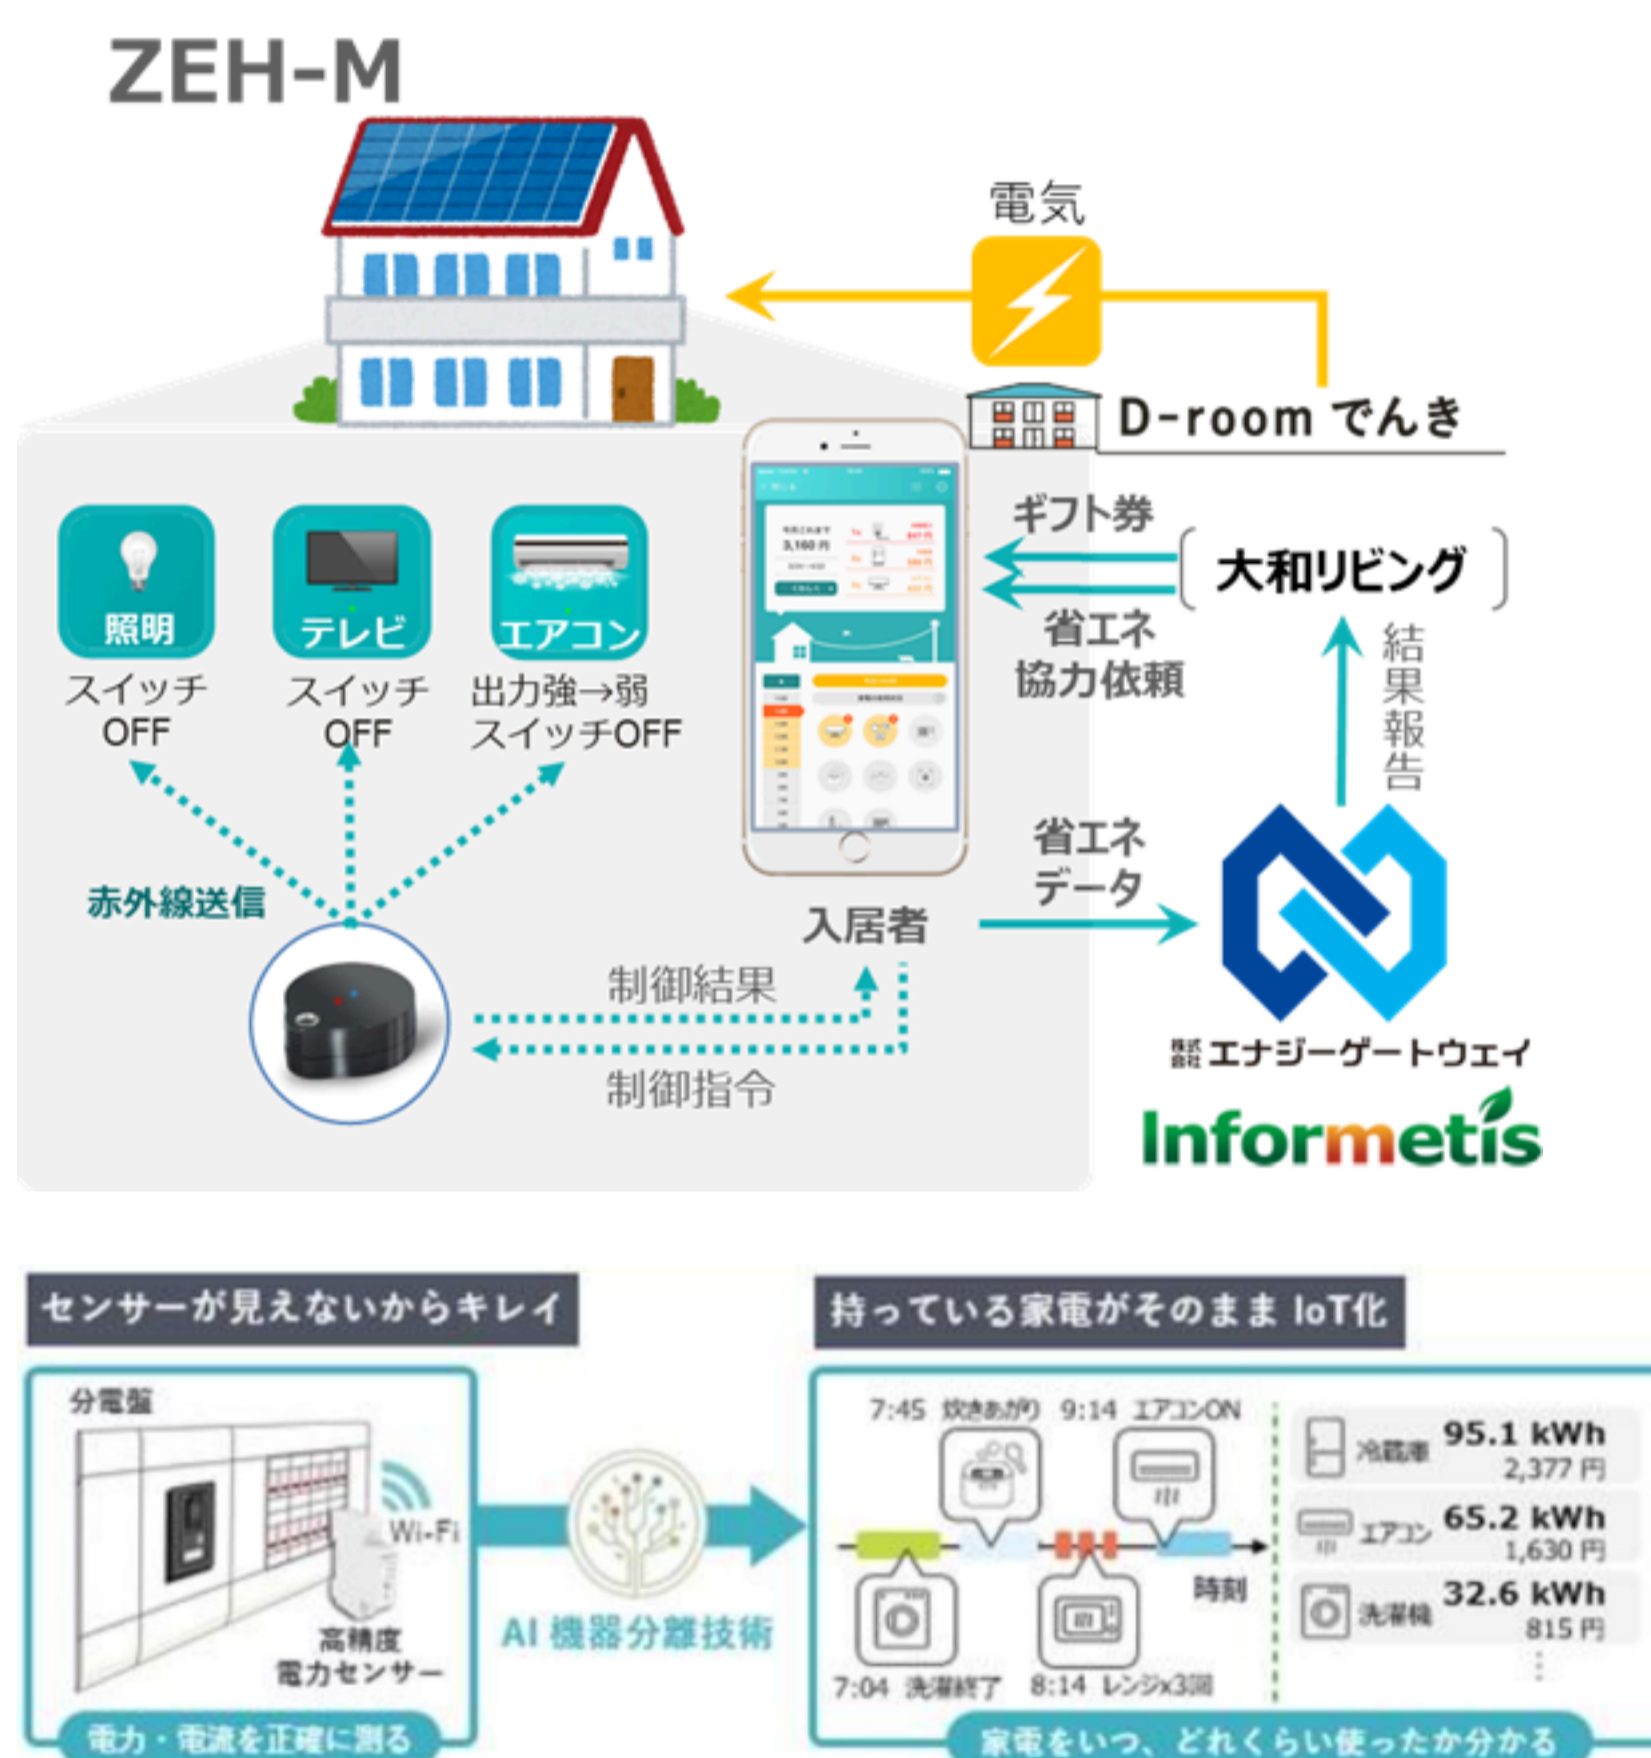 ZEH-M
電気
D-room でんき
ギフト券
大和リビング
省エネ
協力依頼
結果報告
照明
テレビ
エアコン
スイッチ
OFF
スイッチ
OFF
出力強→弱
スイッチOFF
3,160 円
赤外線送信
省エネ
データ
入居者
制御結果
制御指令
株式会社 エナジーゲートウェイ
Informetis
センサーが見えないからキレイ
持っている家電がそのまま IoT化
分電盤
Wi-Fi
高精度
電力センサー
電力・電流を正確に測る
AI 機器分離技術
7:45 炊きあがり
9:14 エアコンON
時刻
7:04 洗濯終了
8:14 レンジx3回
冷蔵庫
95.1 kWh
2,377 円
エアコン
65.2 kWh
1,630 円
洗濯機
32.6 kWh
815 円
家電をいつ、どれくらい使ったか分かる